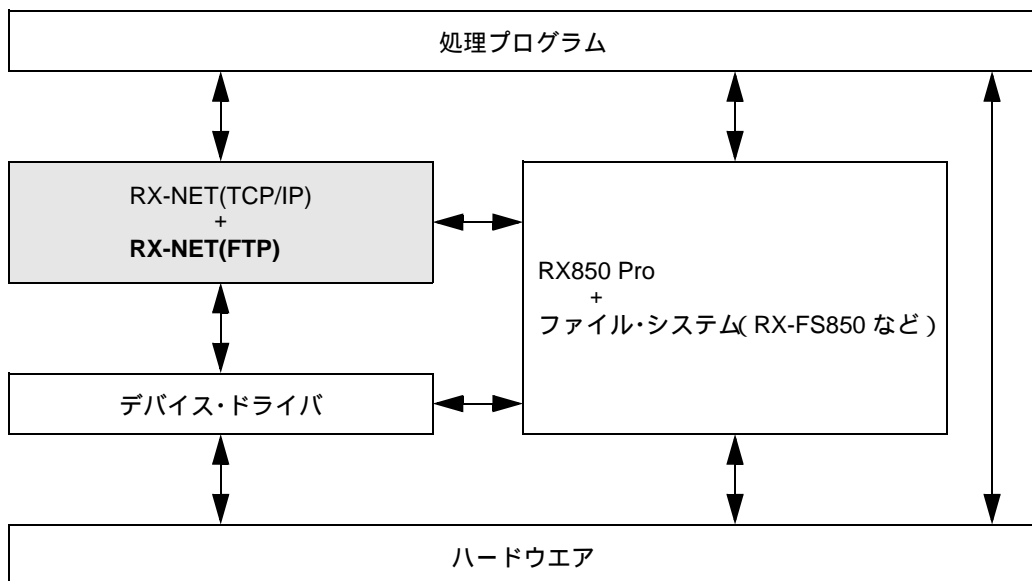 処理プログラム
RX-NET(TCP/IP)
+
RX-NET(FTP)
RX850 Pro
+
ファイル・システム( RX-FS850 など )
デバイス・ドライバ
ハードウエア